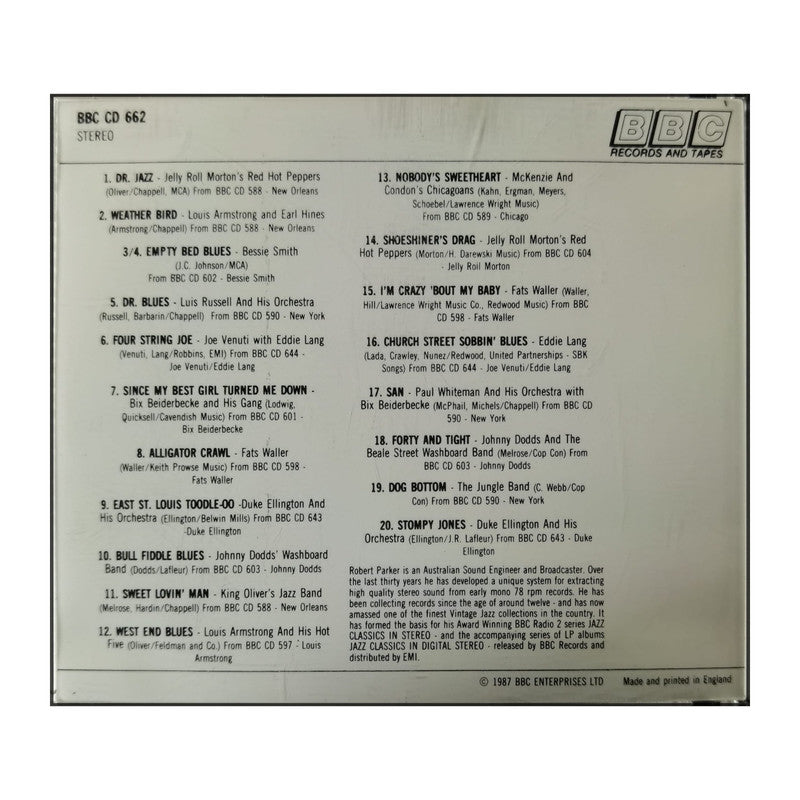 BBC CD 662
STEREO
BBC
RECORDS AND TAPES
1. DR. JAZZ - Jelly Roll Morton's Red Hot Peppers
(Oliver/Chappell, MCA) From BBC CD 588 - New Orleans
2. WEATHER BIRD - Louis Armstrong and Earl Hines
(Armstrong/Chappell) From BBC CD 588 - New Orleans
3/4. EMPTY BED BLUES - Bessie Smith
(J.C. Johnson/MCA)
From BBC CD 602 - Bessie Smith
5. DR. BLUES - Luis Russell And His Orchestra
(Russell, Barbarin/Chappell) From BBC CD 590 - New York
6. FOUR STRING JOE - Joe Venuti with Eddie Lang
(Venuti, Lang/Robbins, EMI) From BBC CD 644 -
Joe Venuti/Eddie Lang
7. SINCE MY BEST GIRL TURNED ME DOWN -
Bix Beiderbecke and His Gang (Lodwig,
Quicksell/Cavendish Music) From BBC CD 601 -
Bix Beiderbecke
8. ALLIGATOR CRAWL - Fats Waller
(Waller/Keith Prowse Music) From BBC CD 598 -
Fats Waller
9. EAST ST. LOUIS TOODLE-OO -Duke Ellington And
His Orchestra (Ellington/Belwin Mills) From BBC CD 643
-Duke Ellington
10. BULL FIDDLE BLUES - Johnny Dodds' Washboard
Band (Dodds/Lafleur) From BBC CD 603 - Johnny Dodds
11. SWEET LOVIN' MAN - King Oliver's Jazz Band
(Melrose, Hardin/Chappell) From BBC CD 588 - New Orleans
12. WEST END BLUES - Louis Armstrong And His Hot
Five (Oliver/Feldman and Co.) From BBC CD 597 - Louis
Armstrong
13. NOBODY'S SWEETHEART - McKenzie And
Condon's Chicagoans (Kahn, Ergman, Meyers,
Schoebel/Lawrence Wright Music)
From BBC CD 589 - Chicago
14. SHOESHINER'S DRAG - Jelly Roll Morton's Red
Hot Peppers (Morton/H. Darewski Music) From BBC CD 604
- Jelly Roll Morton
15. I'M CRAZY 'BOUT MY BABY - Fats Waller (Waller,
Hill/Lawrence Wright Music Co., Redwood Music) From BBC
CD 598 - Fats Waller
16. CHURCH STREET SOBBIN' BLUES - Eddie Lang
(Lada, Crawley, Nunez/Redwood, United Partnerships - SBK
Songs) From BBC CD 644 - Joe Venuti/Eddie Lang
17. SAN - Paul Whiteman And His Orchestra with
Bix Beiderbecke (McPhail, Michels/Chappell) From BBC CD
590 - New York
18. FORTY AND TIGHT - Johnny Dodds And The
Beale Street Washboard Band (Melrose/Cop Con) From
BBC CD 603 - Johnny Dodds
19. DOG BOTTOM - The Jungle Band (C. Webb/Cop
Con) From BBC CD 590 - New York
20. STOMPY JONES - Duke Ellington And His
Orchestra (Ellington/J.R. Lafleur) From BBC CD 643 - Duke
Ellington
Robert Parker is an Australian Sound Engineer and Broadcaster. Over
the last thirty years he has developed a unique system for extracting
high quality stereo sound from early mono 78 rpm records. He has
been collecting records since the age of around twelve - and has now
amassed one of the finest Vintage Jazz collections in the country. It
has formed the basis for his Award Winning BBC Radio 2 series JAZZ
CLASSICS IN STEREO - and the accompanying series of LP albums
JAZZ CLASSICS IN DIGITAL STEREO - released by BBC Records and
distributed by EMI.
© 1987 BBC ENTERPRISES LTD Made and printed in England